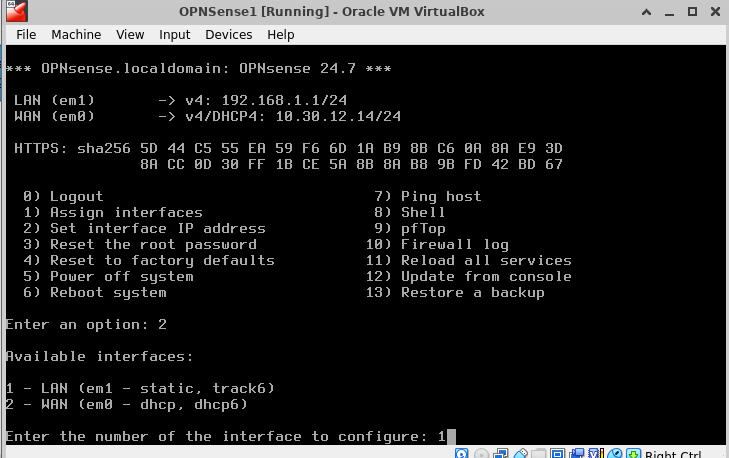 OPNSense1 [Running] - Oracle VM VirtualBox
File Machine View Input Devices Help
*** OPNsense.localdomain: OPNsense 24.7 ***
LAN (em1) -> v4: 192.168.1.1/24
WAN (em0) -> v4/DHCP4: 10.30.12.14/24
HTTPS: sha256 5D 44 C5 55 EA 59 F6 6D 1A B9 8B C6 0A 8A E9 3D
8A CC 0D 30 FF 1B CE 5A 8B 8A B8 9B FD 42 BD 67
0) Logout 7) Ping host
1) Assign interfaces 8) Shell
2) Set interface IP address 9) pfTop
3) Reset the root password 10) Firewall log
4) Reset to factory defaults 11) Reload all services
5) Power off system 12) Update from console
6) Reboot system 13) Restore a backup
Enter an option: 2
Available interfaces:
1 - LAN (em1 - static, track6)
2 - WAN (em0 - dhcp, dhcp6)
Enter the number of the interface to configure: 1
Right Ctrl